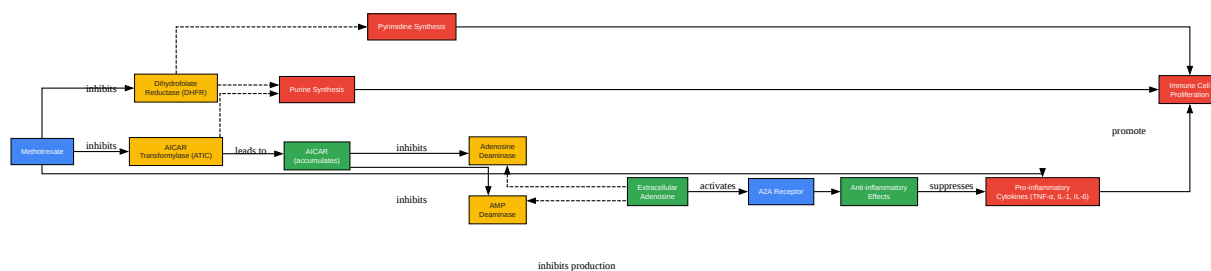 Pyrimidine Synthesis
Dihydrofolate
Reductase (DHFR)
inhibits
Purine Synthesis
Immune Cell
Proliferation
promote
Methotrexate
inhibits
AICAR
Transformylase (ATIC)
leads to
AICAR
(accumulates)
inhibits
Adenosine
Deaminase
inhibits
AMP
Deaminase
Extracellular
Adenosine
activates
A2A Receptor
Anti-inflammatory
Effects
suppresses
Pro-inflammatory
Cytokines (TNF-α, IL-1, IL-6)
inhibits production